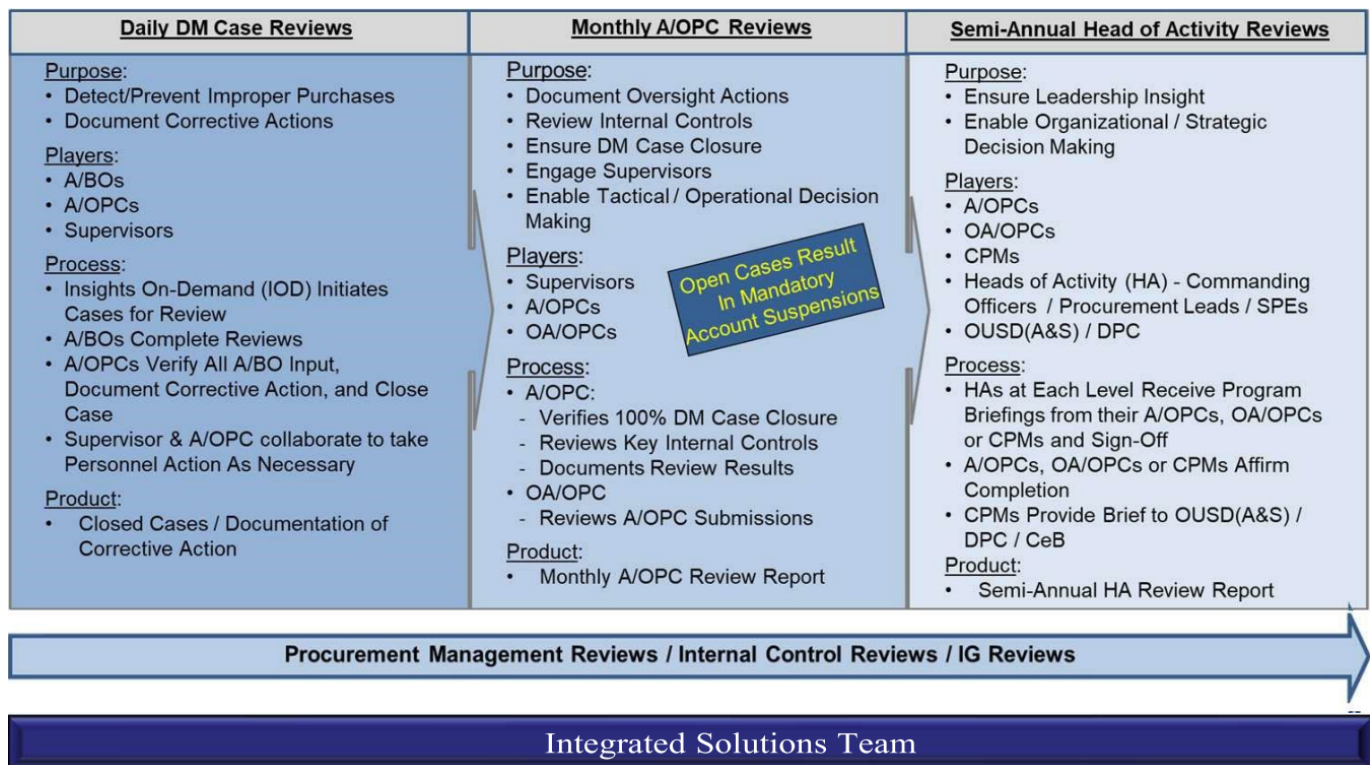 Daily DM Case Reviews
Purpose:
• Detect/Prevent Improper Purchases
• Document Corrective Actions
Players:
• A/BOs
• A/OPCs
• Supervisors
Process:
• Insights On-Demand (IOD) Initiates
Cases for Review
• A/BOs Complete Reviews
• A/OPCs Verify All A/BO Input,
Document Corrective Action, and Close
Case
• Supervisor & A/OPC collaborate to take
Personnel Action As Necessary
Product:
• Closed Cases / Documentation of
Corrective Action
Monthly A/OPC Reviews
Purpose:
• Document Oversight Actions
• Review Internal Controls
• Ensure DM Case Closure
• Engage Supervisors
• Enable Tactical / Operational Decision
Making
Players:
• Supervisors
• A/OPCs
• OA/OPCs
Open Cases Result
In Mandatory
Account Suspensions
Process:
• A/OPC:
- Verifies 100% DM Case Closure
- Reviews Key Internal Controls
- Documents Review Results
• OA/OPC
- Reviews A/OPC Submissions
Product:
• Monthly A/OPC Review Report
Semi-Annual Head of Activity Reviews
Purpose:
• Ensure Leadership Insight
• Enable Organizational / Strategic
Decision Making
Players:
• A/OPCs
• OA/OPCs
• CPMs
• Heads of Activity (HA) - Commanding
Officers / Procurement Leads / SPEs
• OUSD(A&S) / DPC
Process:
• HAs at Each Level Receive Program
Briefings from their A/OPCs, OA/OPCs
or CPMs and Sign-Off
• A/OPCs, OA/OPCs or CPMs Affirm
Completion
• CPMs Provide Brief to OUSD(A&S) /
DPC / CeB
Product:
• Semi-Annual HA Review Report
Procurement Management Reviews / Internal Control Reviews / IG Reviews
Integrated Solutions Team